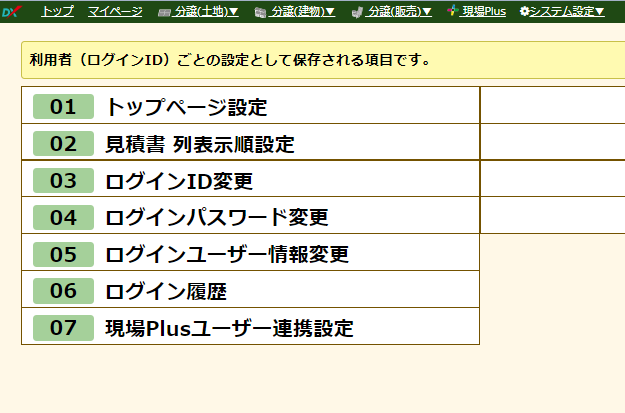 DX トップ マイページ 分譲(土地)▼ 分譲(建物)▼ 分譲(販売)▼ 現場Plus システム設定▼
利用者（ログインID）ごとの設定として保存される項目です。
01 トップページ設定
02 見積書 列表示順設定
03 ログインID変更
04 ログインパスワード変更
05 ログインユーザー情報変更
06 ログイン履歴
07 現場Plusユーザー連携設定